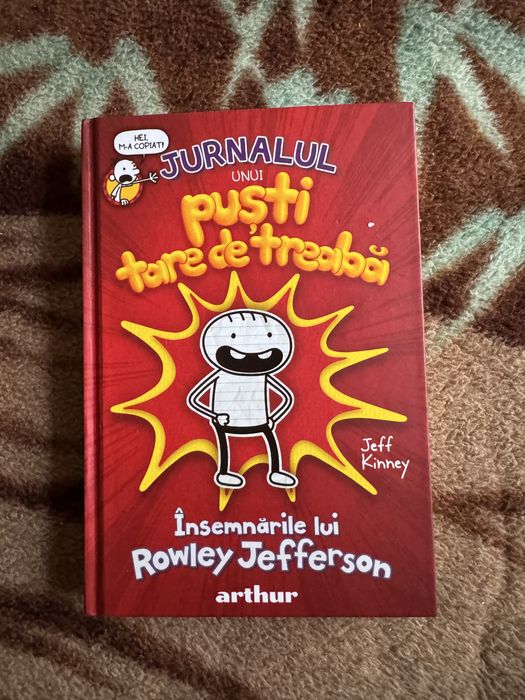 HEI,
M-A COPIAT!
JURNALUL
UNUI
puști
tare de treabă
Jeff
Kinney
Însemnările lui
Rowley Jefferson
arthur